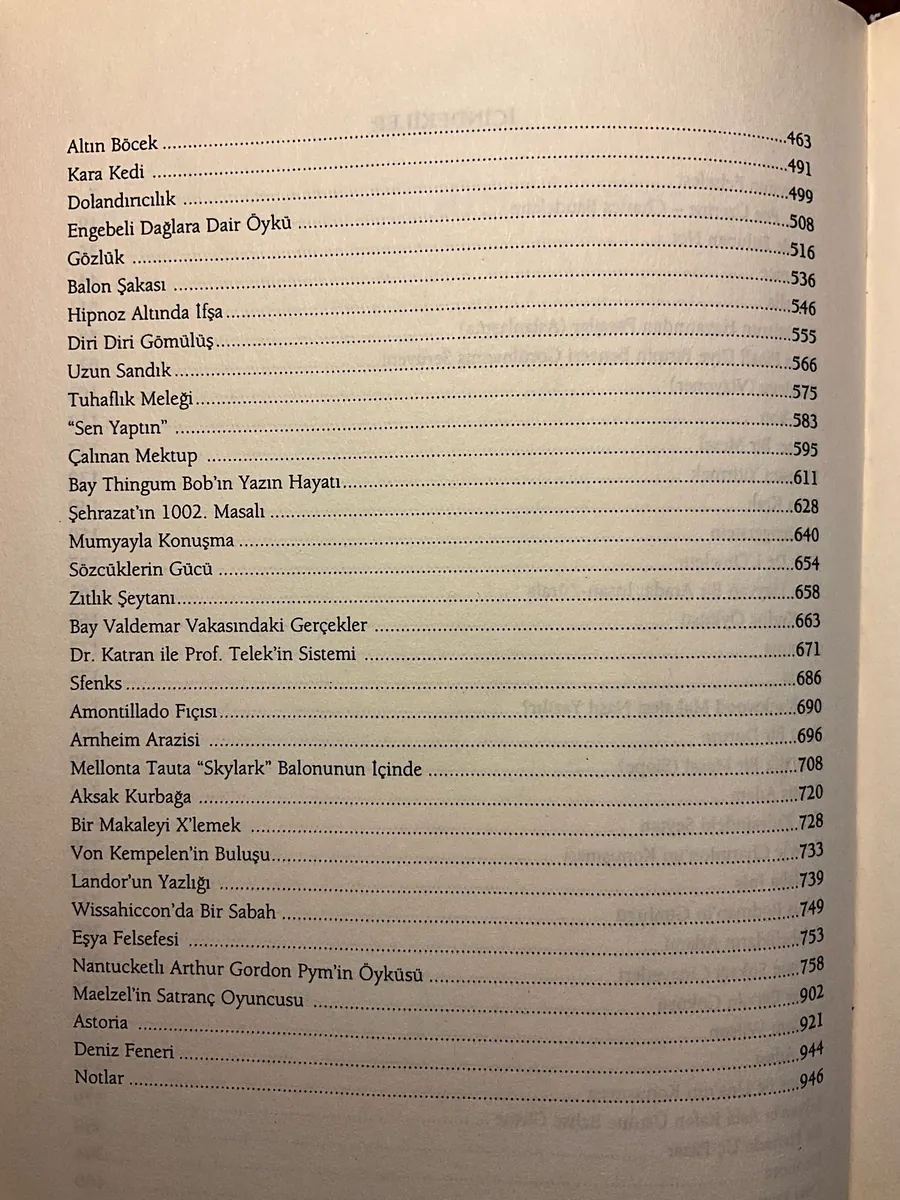 Altın Böcek 463
Kara Kedi 491
Dolandırıcılık 499
Engebeli Dağlara Dair Öykü 508
Gözlük 516
Balon Şakası 536
Hipnoz Altında İfşa 546
Diri Diri Gömülüş 555
Uzun Sandık 566
Tuhaflık Meleği 575
“Sen Yaptın” 583
Çalınan Mektup 595
Bay Thingum Bob’ın Yazın Hayatı 611
Şehrazat’ın 1002. Masalı 628
Mumyayla Konuşma 640
Sözcüklerin Gücü 654
Zıtlık Şeytanı 658
Bay Valdemar Vakasındaki Gerçekler 663
Dr. Katran ile Prof. Telek’in Sistemi 671
Sfenks 686
Amontillado Fıçısı 690
Arnheim Arazisi 696
Mellonta Tauta “Skylark” Balonunun İçinde 708
Aksak Kurbağa 720
Bir Makaleyi X’lemek 728
Von Kempelen’in Buluşu 733
Landor’un Yazlığı 739
Wissahiccon’da Bir Sabah 749
Eşya Felsefesi 753
Nantucketlı Arthur Gordon Pym’in Öyküsü 758
Maelzel’in Satranç Oyuncusu 902
Astoria 921
Deniz Feneri 944
Notlar 946